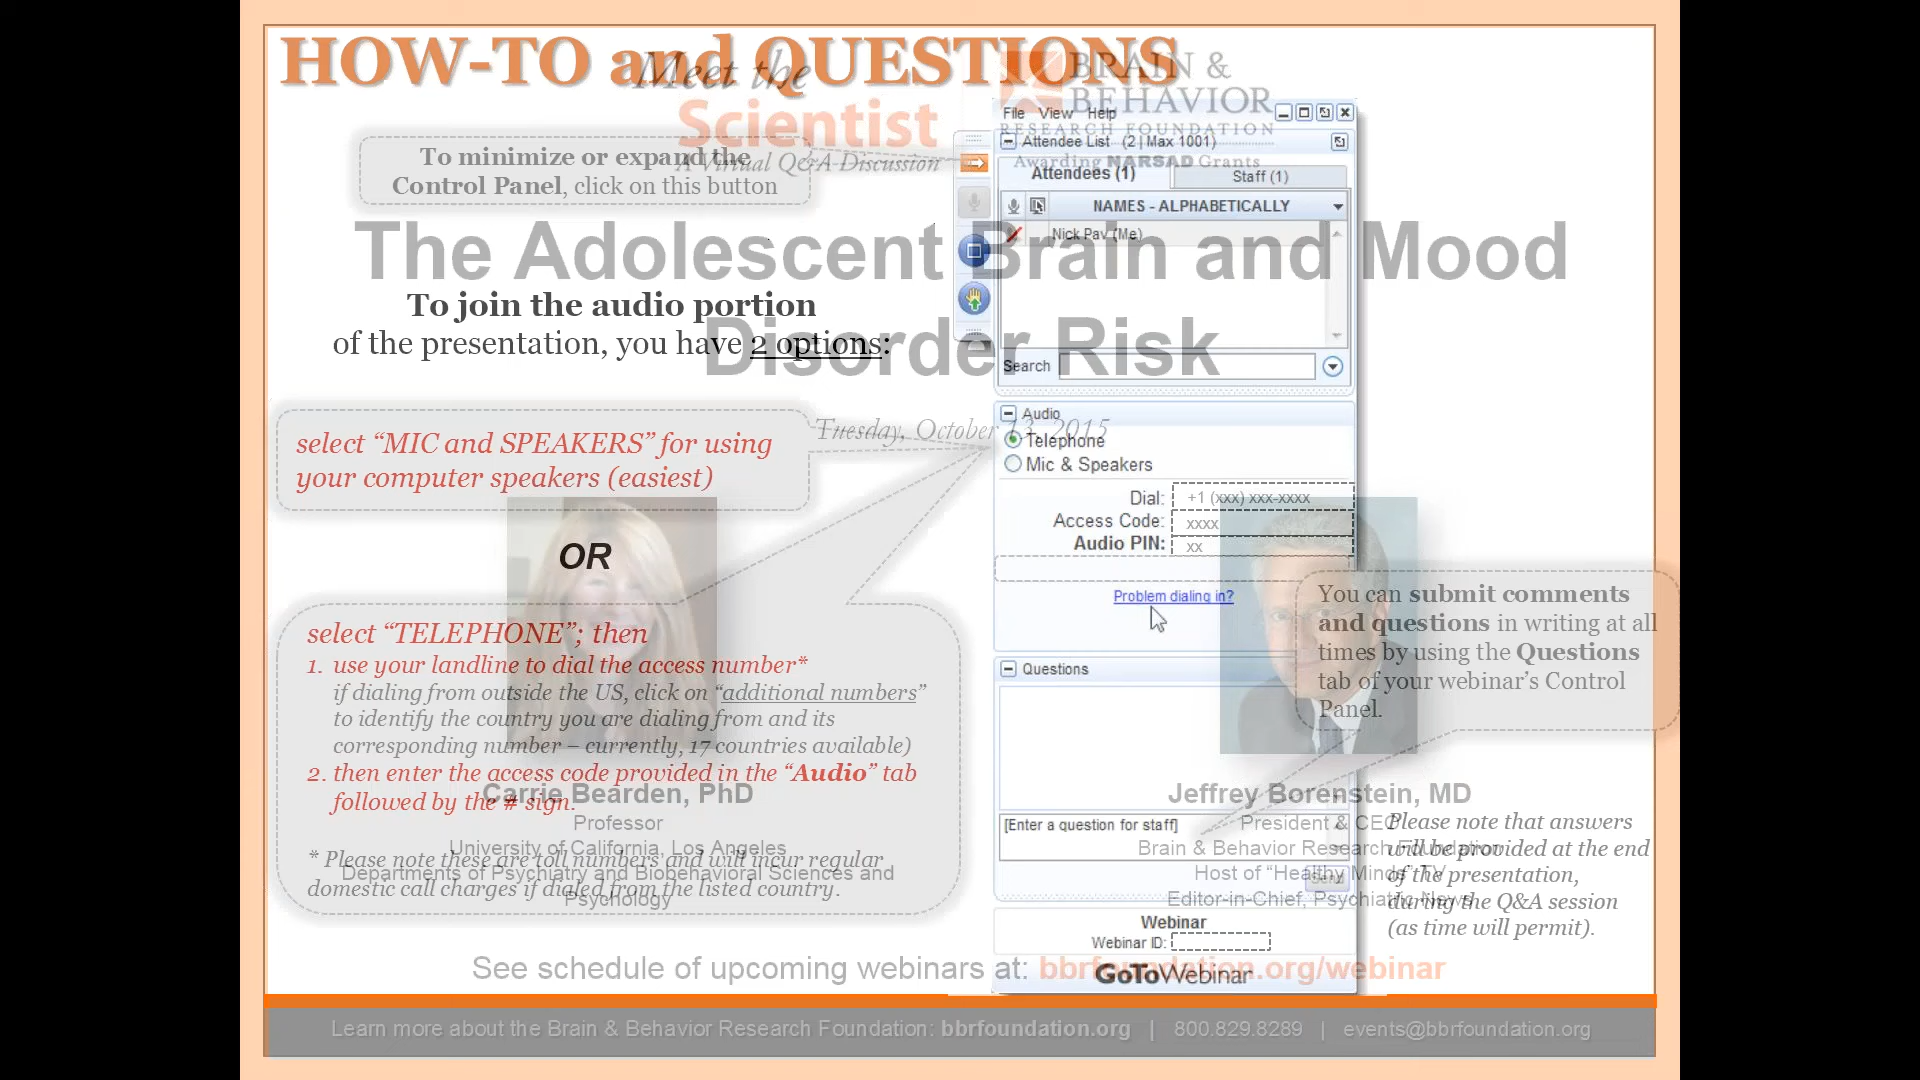 HOW-TO and QUESTIONS
Meet the
Scientist
A Virtual Q&A Discussion
BRAIN &
BEHAVIOR
RESEARCH FOUNDATION
Awarding NARSAD Grants
To minimize or expand the
Control Panel, click on this button
The Adolescent Brain and Mood
Disorder Risk
To join the audio portion
of the presentation, you have 2 options:
Tuesday, October 13, 2015
select “MIC and SPEAKERS” for using
your computer speakers (easiest)
OR
select “TELEPHONE”; then
1. use your landline to dial the access number*
if dialing from outside the US, click on “additional numbers”
to identify the country you are dialing from and its
corresponding number – currently, 17 countries available)
2. then enter the access code provided in the “Audio” tab
followed by the # sign.
* Please note these are toll numbers and will incur regular
domestic call charges if dialed from the listed country.
Carrie Bearden, PhD
Professor
University of California, Los Angeles
Departments of Psychiatry and Biobehavioral Sciences and
Psychology
File View Help
Attendee List (2 | Max 1001)
Attendees (1)
Staff (1)
NAMES - ALPHABETICALLY
Nick Pav (Me)
Search
Audio
Telephone
Mic & Speakers
Dial: +1 (xxx) xxx-xxxx
Access Code: xxxx
Audio PIN: xx
Problem dialing in?
Questions
[Enter a question for staff]
Send
Webinar
Webinar ID:
GoToWebinar
You can submit comments
and questions in writing at all
times by using the Questions
tab of your webinar’s Control
Panel.
Jeffrey Borenstein, MD
President & CEO
Brain & Behavior Research Foundation
Host of “Healthy Minds” TV
Editor-in-Chief, Psychiatric News
Please note that answers
will be provided at the end
of the presentation,
during the Q&A session
(as time will permit).
See schedule of upcoming webinars at: bbrfoundation.org/webinar
Learn more about the Brain & Behavior Research Foundation: bbrfoundation.org | 800.829.8289 | events@bbrfoundation.org